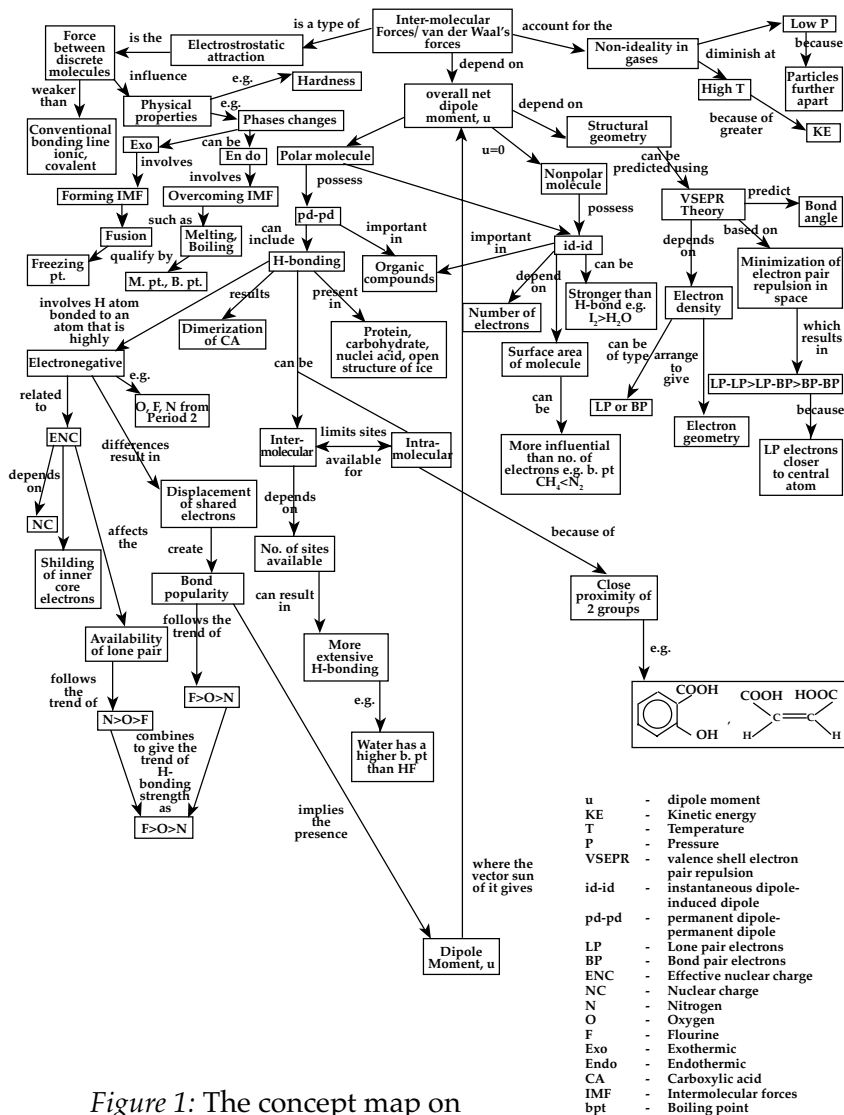 Inter-molecular
Forces/ van der Waal's
forces
is a type of
Electrostrostatic
attraction
is the
Force
between
discrete
molecules
weaker
than
Conventional
bonding line
ionic,
covalent
influence
Physical
properties
e.g.
Hardness
e.g.
Phases changes
can
be
Exo
En do
involves
involves
Forming IMF
Overcoming IMF
Fusion
such as
Melting,
Boiling
Freezing
pt.
qualify by
M. pt., B. pt.
account for the
Non-ideality in
gases
Low P
because
Particles
further
apart
diminish at
High T
because of
greater
KE
depend on
overall net
dipole
moment, u
depend on
Structural
geometry
u=0
Polar molecule
Nonpolar
molecule
possess
possess
pd-pd
id-id
can
include
important
in
important
in
H-bonding
Organic
compounds
can be
predicted using
VSEPR
Theory
predict
Bond
angle
depends
on
based on
Minimization of
electron pair
repulsion in
space
Electron
density
which
results
in
LP-LP>LP-BP>BP-BP
because
LP electrons
closer
to central
atom
can be
of type
arrange
to
give
LP or BP
Electron
geometry
depend
on
can be
Number of
electrons
Stronger than
H-bond e.g.
I₂>H₂O
Surface area
of molecule
can
be
More influential
than no. of
electrons e.g. b. pt
CH₄<N₂
involves H atom
bonded to an
atom that is
highly
results
Dimerization
of CA
present
in
Protein,
carbohydrate,
nuclei acid, open
structure of ice
can be
Electronegative
e.g.
O, F, N from
Period 2
related
to
ENC
differences
result in
depends
on
NC
Shilding
of inner
core
electrons
affects
the
Displacement
of shared
electrons
create
Bond
popularity
Availability
of lone pair
follows the
trend of
follows
the
trend of
N>O>F
F>O>N
combines
to give the
trend of
H-
bonding
strength
as
F>O>N
Inter-
molecular
limits sites
available
for
Intra-
molecular
depends
on
No. of sites
available
can result
in
More
extensive
H-bonding
e.g.
Water has a
higher b. pt
than HF
because of
Close
proximity of
2 groups
e.g.
COOH
OH
,
COOH HOOC
C C
H H
implies
the
presence
Dipole
Moment, u
where the
vector sun
of it gives
u - dipole moment
KE - Kinetic energy
T - Temperature
P - Pressure
VSEPR - valence shell electron
pair repulsion
id-id - instantaneous dipole-
induced dipole
pd-pd - permanent dipole-
permanent dipole
LP - Lone pair electrons
BP - Bond pair electrons
ENC - Effective nuclear charge
NC - Nuclear charge
N - Nitrogen
O - Oxygen
F - Flourine
Exo - Exothermic
Endo - Endothermic
CA - Carboxylic acid
IMF - Intermolecular forces
bpt - Boiling point
Figure 1: The concept map on